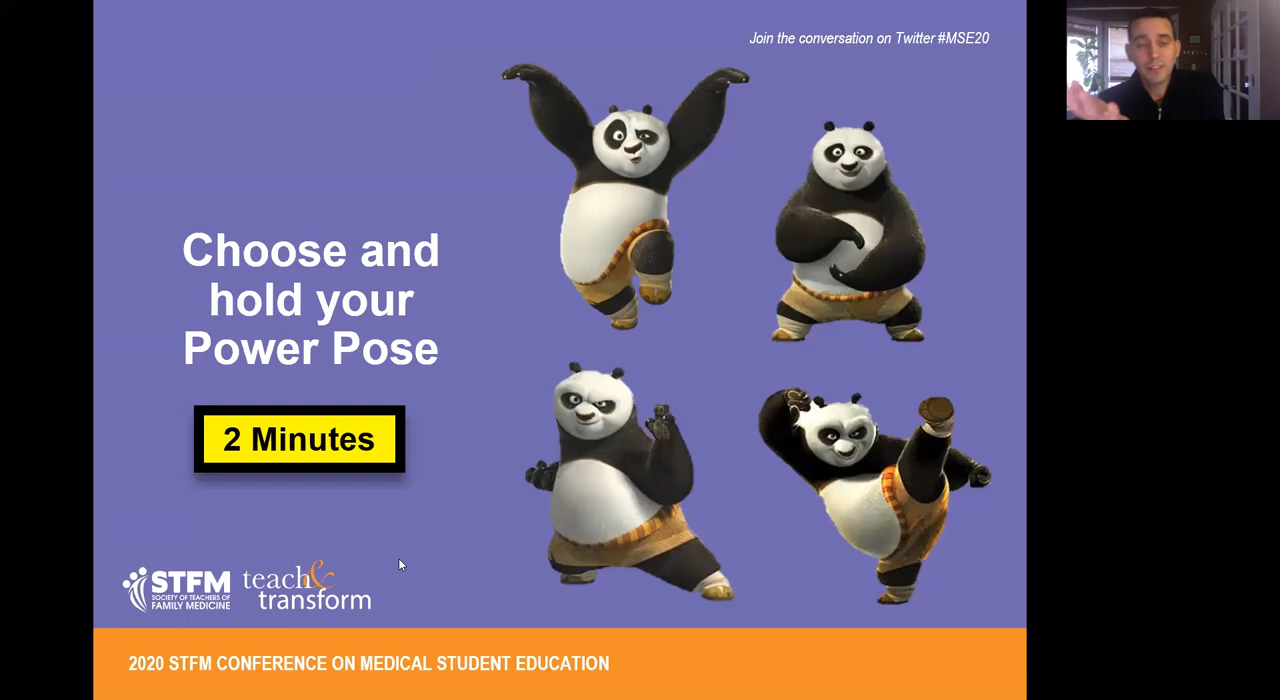 Join the conversation on Twitter #MSE20
Choose and
hold your
Power Pose
2 Minutes
STFM
SOCIETY OF TEACHERS OF
FAMILY MEDICINE
teach&
transform
2020 STFM CONFERENCE ON MEDICAL STUDENT EDUCATION